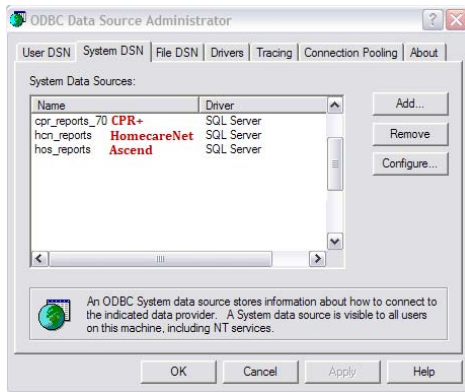 ODBC Data Source Administrator
User DSN System DSN File DSN Drivers Tracing Connection Pooling About
System Data Sources:
Name Driver
cpr_reports_70 CPR+ SQL Server
hcn_reports HomecareNet SQL Server
hos_reports Ascend SQL Server
Add...
Remove
Configure...
An ODBC System data source stores information about how to connect to
the indicated data provider. A System data source is visible to all users
on this machine, including NT services.
OK Cancel Apply Help